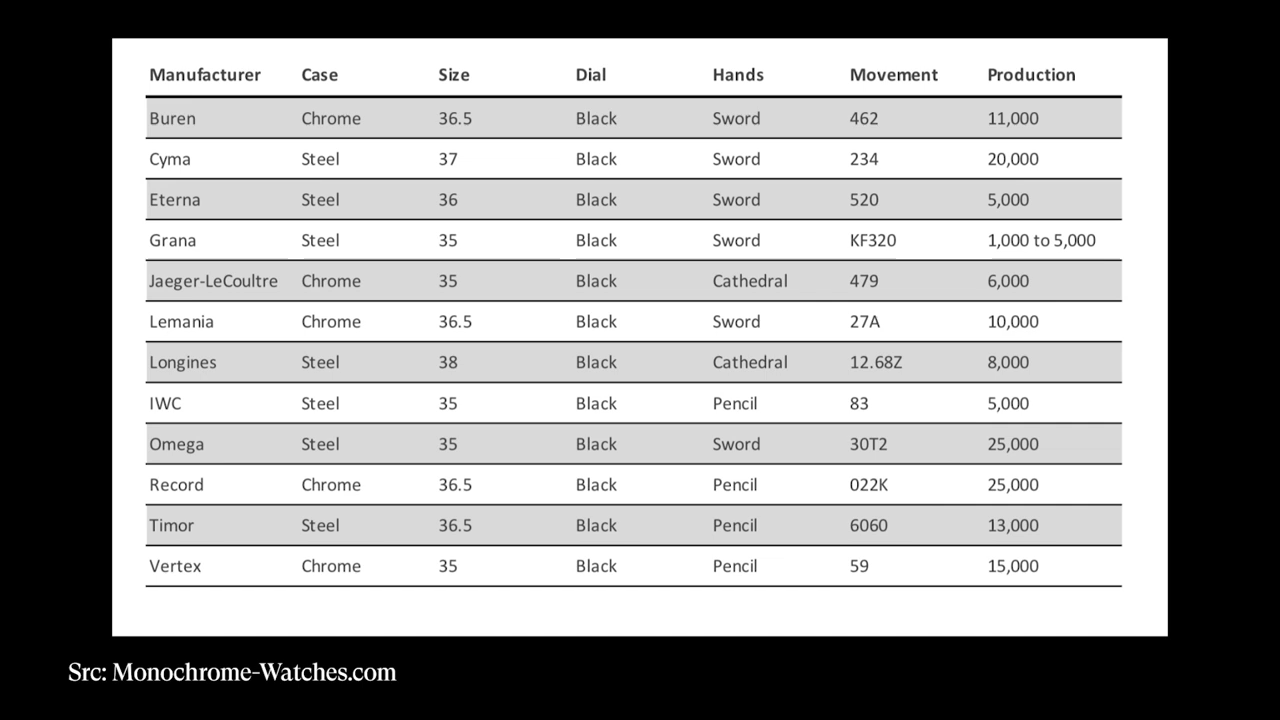 Manufacturer Case Size Dial Hands Movement Production
Buren Chrome 36.5 Black Sword 462 11,000
Cyma Steel 37 Black Sword 234 20,000
Eterna Steel 36 Black Sword 520 5,000
Grana Steel 35 Black Sword KF320 1,000 to 5,000
Jaeger-LeCoultre Chrome 35 Black Cathedral 479 6,000
Lemania Chrome 36.5 Black Sword 27A 10,000
Longines Steel 38 Black Cathedral 12.68Z 8,000
IWC Steel 35 Black Pencil 83 5,000
Omega Steel 35 Black Sword 30T2 25,000
Record Chrome 36.5 Black Pencil 022K 25,000
Timor Steel 36.5 Black Pencil 6060 13,000
Vertex Chrome 35 Black Pencil 59 15,000
Src: Monochrome-Watches.com